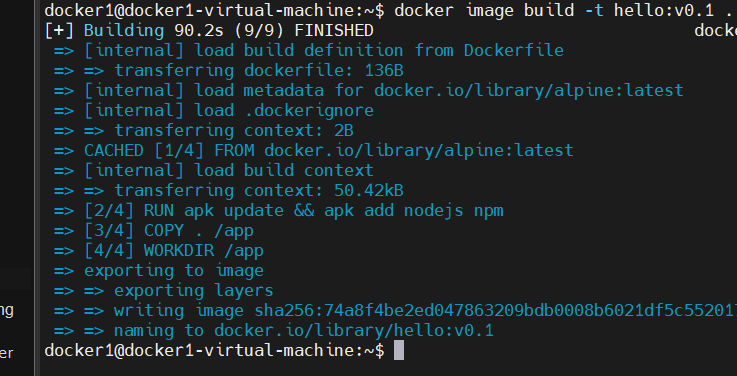 docker1@docker1-virtual-machine:~$ docker image build -t hello:v0.1 .
[+] Building 90.2s (9/9) FINISHED docke
=> [internal] load build definition from Dockerfile
=> => transferring dockerfile: 136B
=> [internal] load metadata for docker.io/library/alpine:latest
=> [internal] load .dockerignore
=> => transferring context: 2B
=> CACHED [1/4] FROM docker.io/library/alpine:latest
=> [internal] load build context
=> => transferring context: 50.42kB
=> [2/4] RUN apk update && apk add nodejs npm
=> [3/4] COPY . /app
=> [4/4] WORKDIR /app
=> exporting to image
=> => exporting layers
=> => writing image sha256:74a8f4be2ed047863209bdb0008b6021df5c55201
=> => naming to docker.io/library/hello:v0.1
docker1@docker1-virtual-machine:~$
ng
er